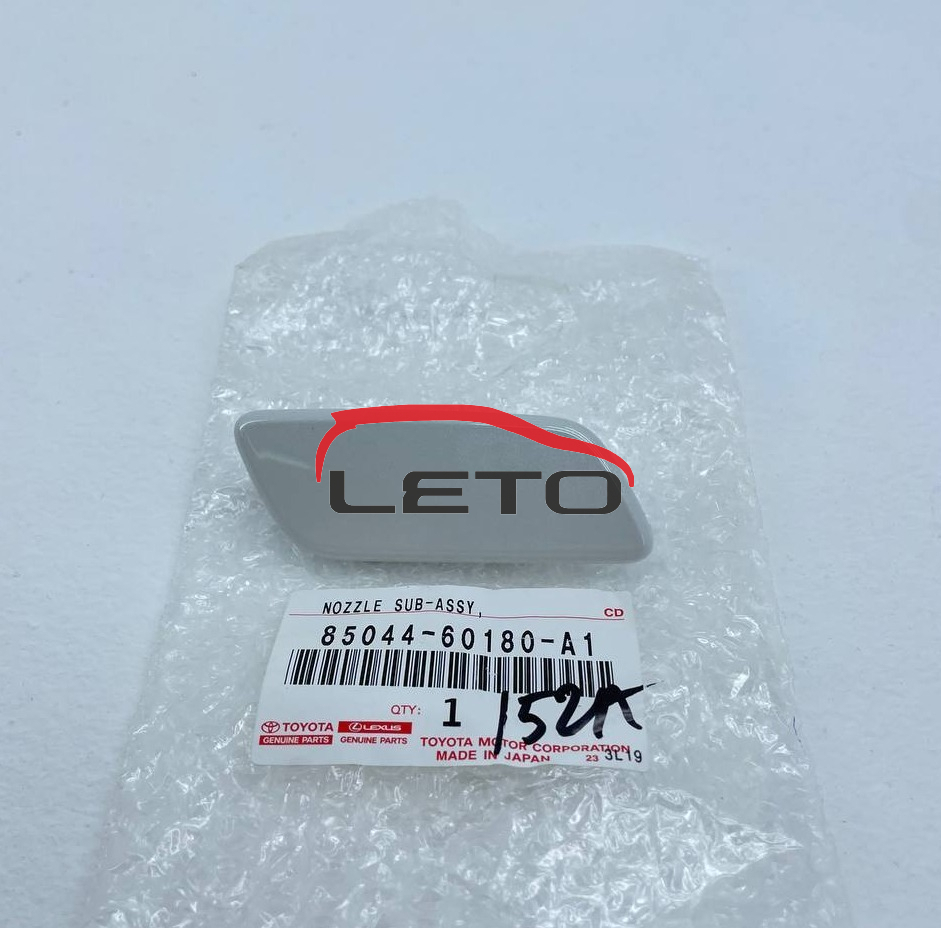 LETO
NOZZLE SUB-ASSY,
CD
85044-60180-A1
QTY: 1
152K
TOYOTA LEXUS
GENUINE PARTS GENUINE PARTS
TOYOTA MOTOR CORPORATION
MADE IN JAPAN 23 3L19